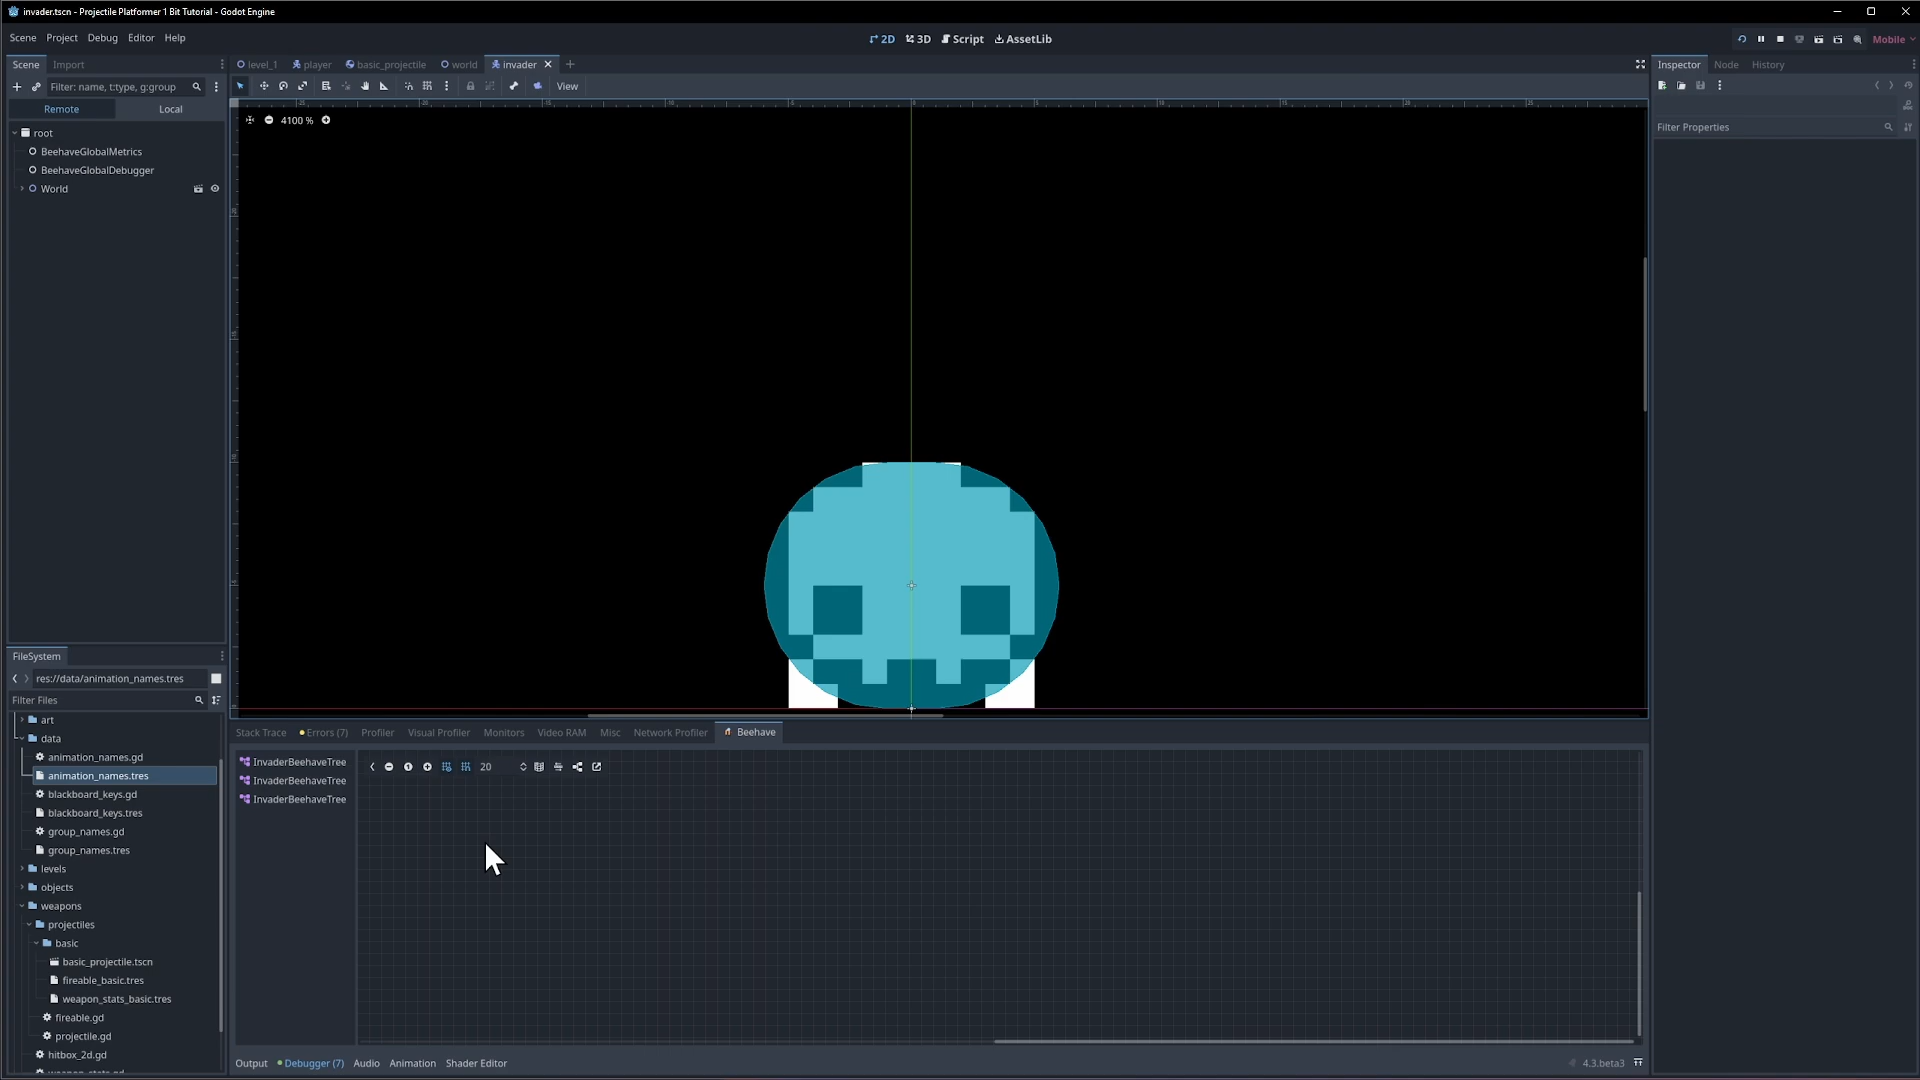 invader.tscn - Projectile Platformer 1 Bit Tutorial - Godot Engine
Scene Project Debug Editor Help
2D 3D Script AssetLib
Mobile
Scene Import
level_1 player basic_projectile world invader
Inspector Node History
Filter: name, t:type, g:group
View
Remote Local
4100 %
Filter Properties
root
BeehaveGlobalMetrics
BeehaveGlobalDebugger
World
FileSystem
res://data/animation_names.tres
Filter Files
art
data
animation_names.gd
animation_names.tres
blackboard_keys.gd
blackboard_keys.tres
group_names.gd
group_names.tres
levels
objects
weapons
projectiles
basic
basic_projectile.tscn
fireable_basic.tres
weapon_stats_basic.tres
fireable.gd
projectile.gd
hitbox_2d.gd
Stack Trace Errors (7) Profiler Visual Profiler Monitors Video RAM Misc Network Profiler Beehave
InvaderBeehaveTree
InvaderBeehaveTree
InvaderBeehaveTree
20
Output Debugger (7) Audio Animation Shader Editor
4.3.beta3